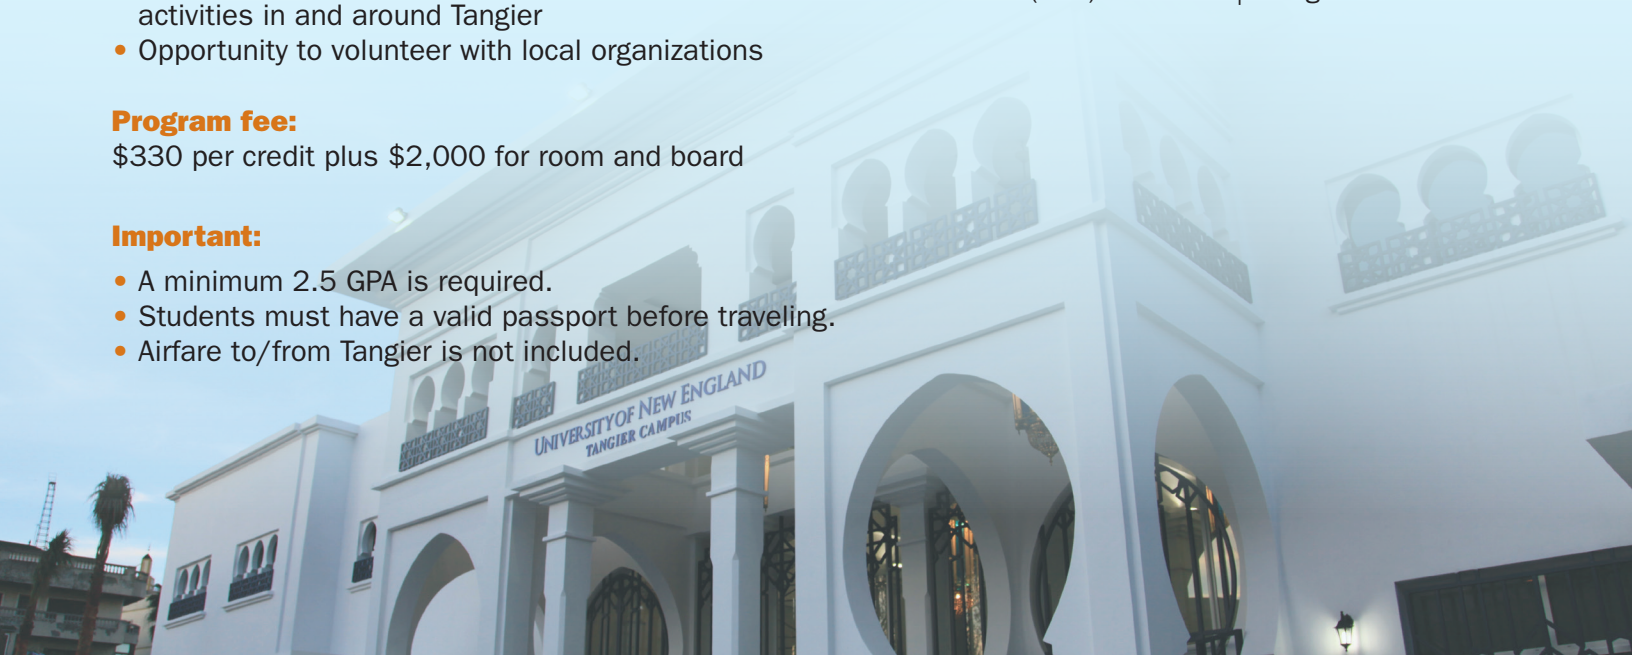 activities in and around Tangier
• Opportunity to volunteer with local organizations
Program fee:
$330 per credit plus $2,000 for room and board
Important:
• A minimum 2.5 GPA is required.
• Students must have a valid passport before traveling.
• Airfare to/from Tangier is not included.
UNIVERSITY OF NEW ENGLAND
TANGIER CAMPUS